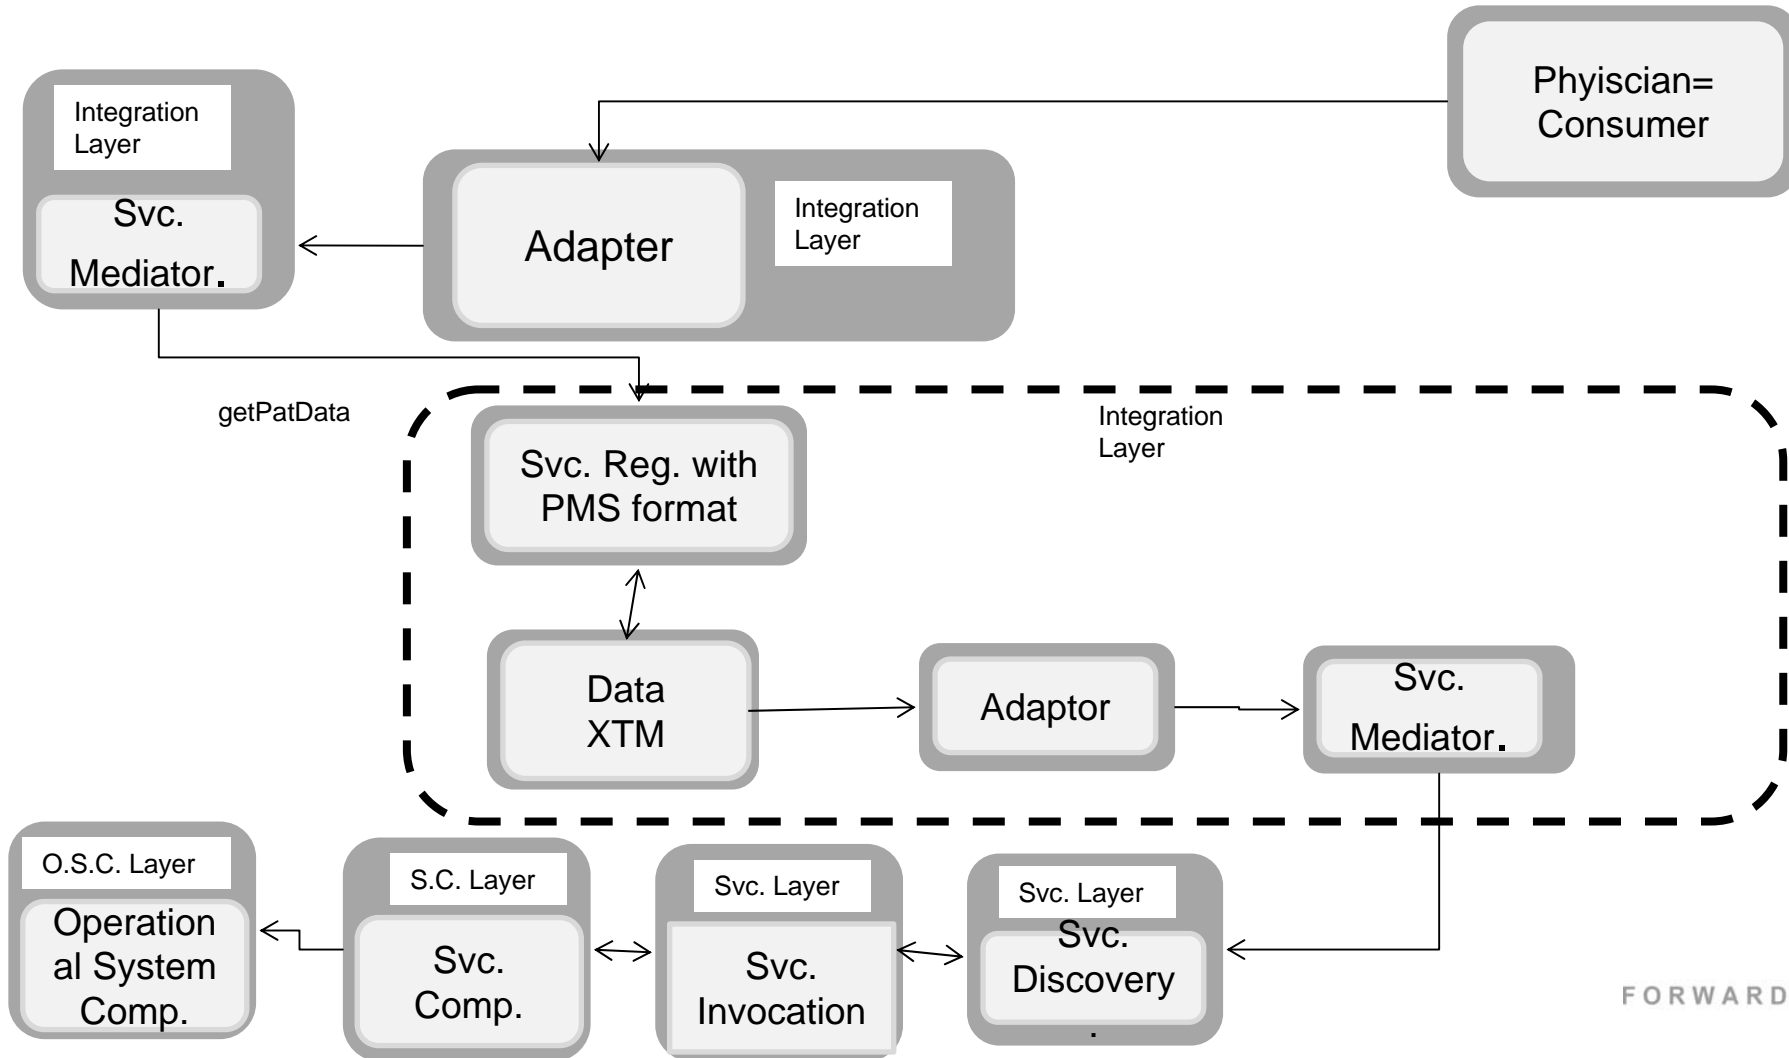 Phyiscian=
Consumer
Integration
Layer
Svc.
Mediator.
Adapter
Integration
Layer
getPatData
Integration
Layer
Svc. Reg. with
PMS format
Data
XTM
Adaptor
Svc.
Mediator.
O.S.C. Layer
Operation
al System
Comp.
S.C. Layer
Svc.
Comp.
Svc. Layer
Svc.
Invocation
Svc. Layer
Svc.
Discovery
.
FORWARD